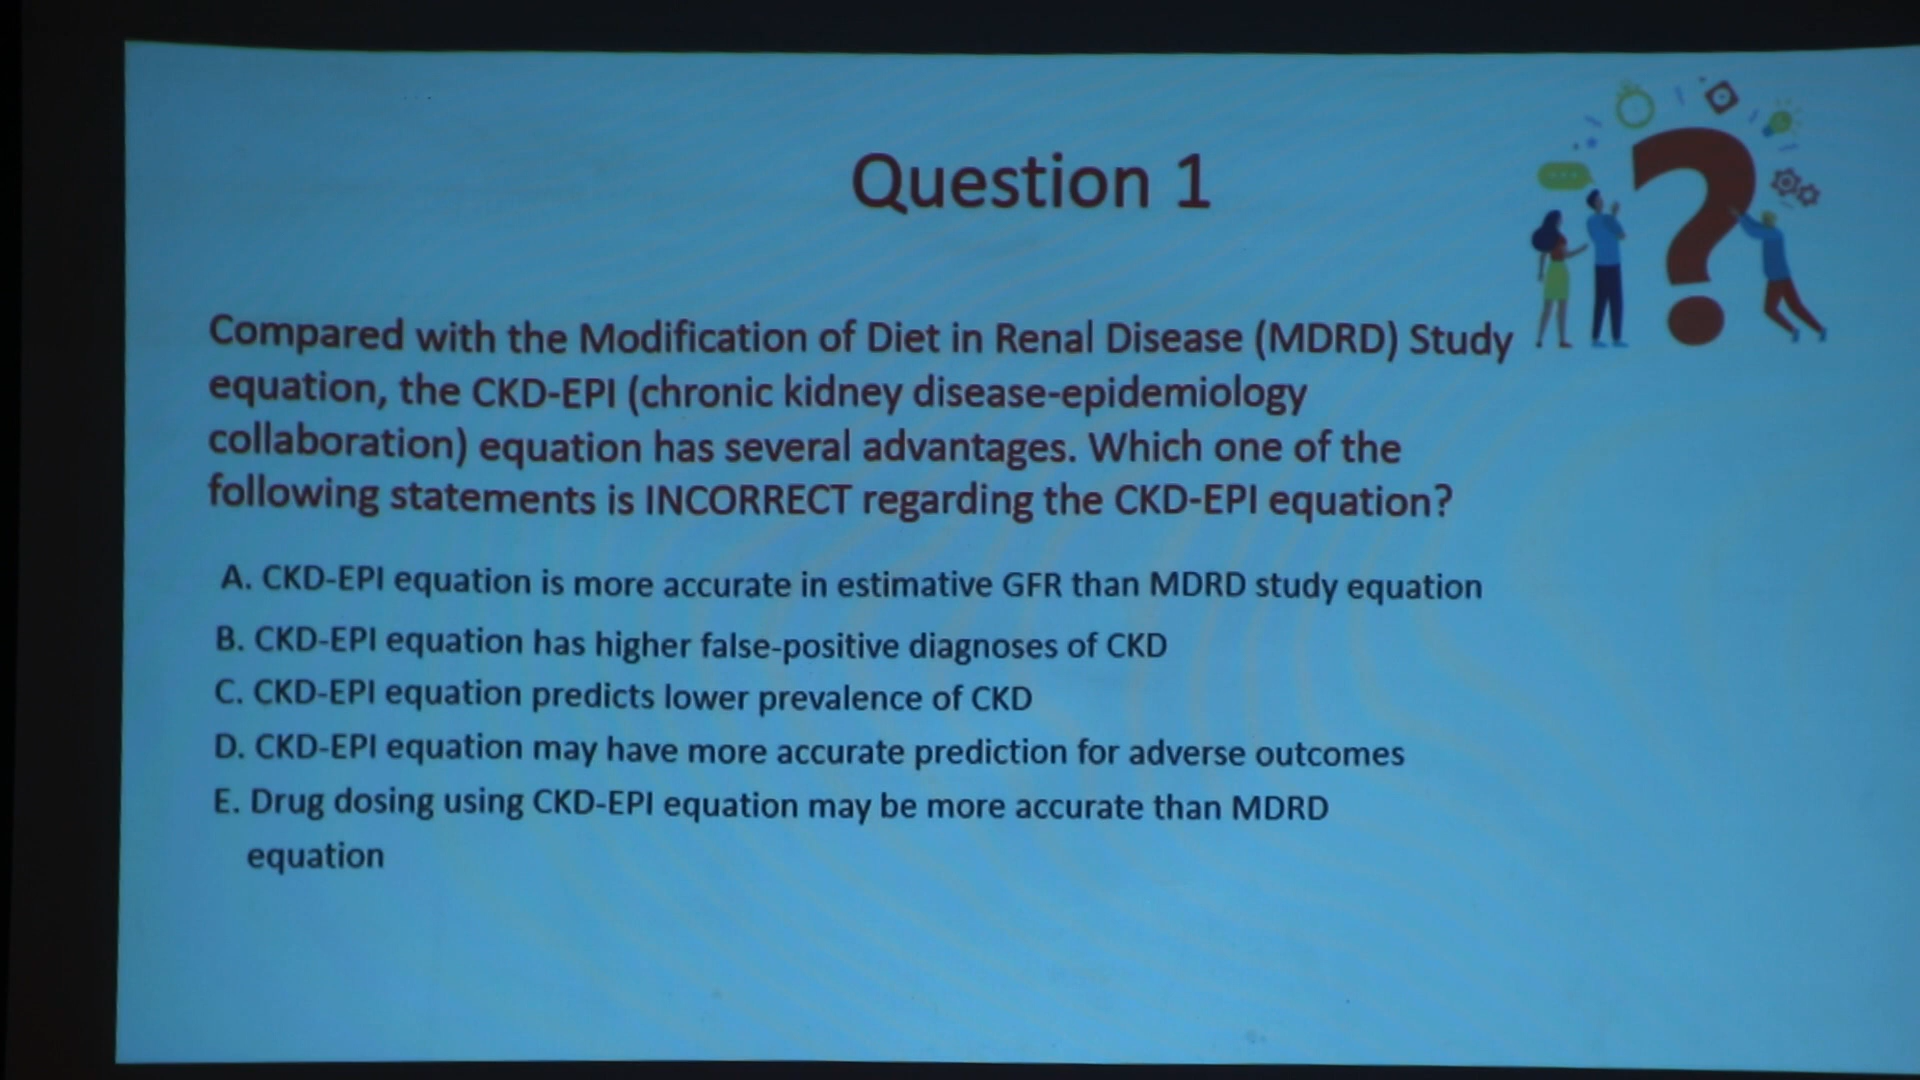 Question 1
Compared with the Modification of Diet in Renal Disease (MDRD) Study
equation, the CKD-EPI (chronic kidney disease-epidemiology
collaboration) equation has several advantages. Which one of the
following statements is INCORRECT regarding the CKD-EPI equation?
A. CKD-EPI equation is more accurate in estimative GFR than MDRD study equation
B. CKD-EPI equation has higher false-positive diagnoses of CKD
C. CKD-EPI equation predicts lower prevalence of CKD
D. CKD-EPI equation may have more accurate prediction for adverse outcomes
E. Drug dosing using CKD-EPI equation may be more accurate than MDRD
equation